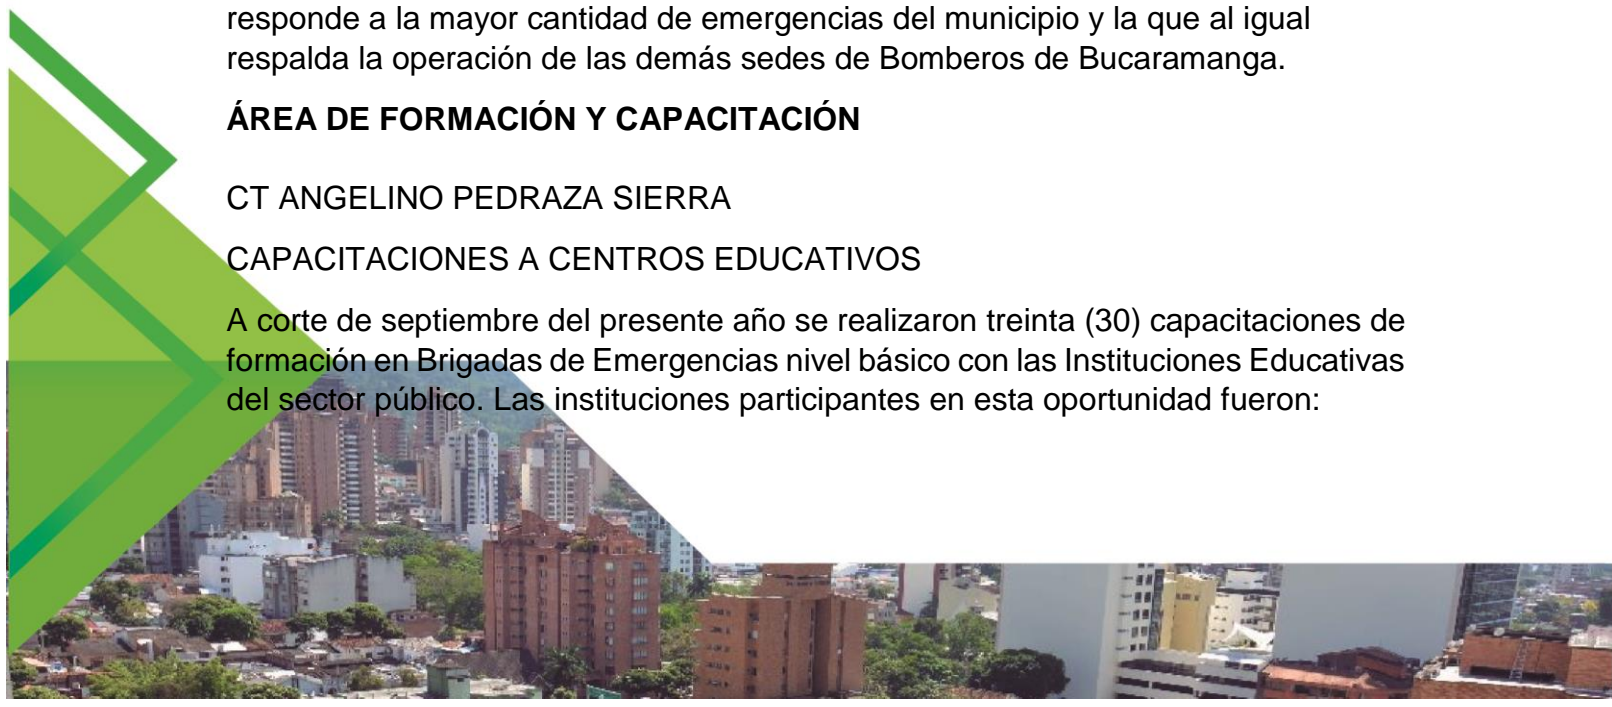 responde a la mayor cantidad de emergencias del municipio y la que al igual
respalda la operación de las demás sedes de Bomberos de Bucaramanga.
ÁREA DE FORMACIÓN Y CAPACITACIÓN
CT ANGELINO PEDRAZA SIERRA
CAPACITACIONES A CENTROS EDUCATIVOS
A corte de septiembre del presente año se realizaron treinta (30) capacitaciones de
formación en Brigadas de Emergencias nivel básico con las Instituciones Educativas
del sector público. Las instituciones participantes en esta oportunidad fueron: